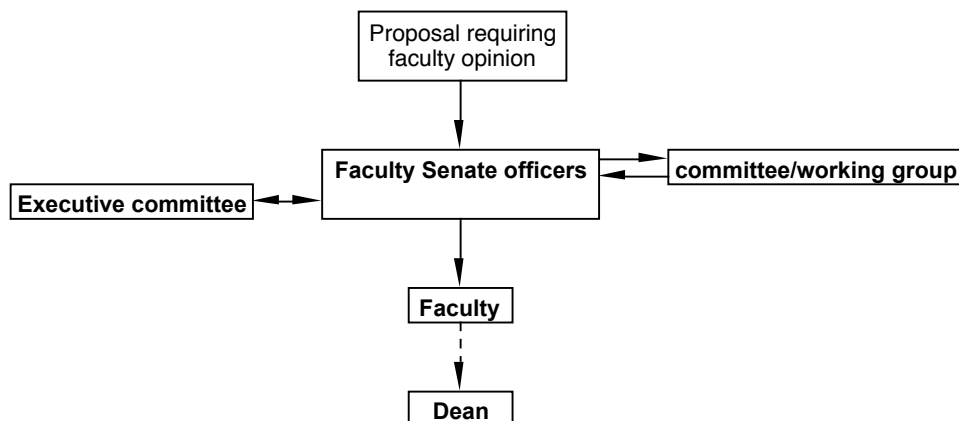 Proposal requiring
faculty opinion
Faculty Senate officers
committee/working group
Executive committee
Faculty
Dean